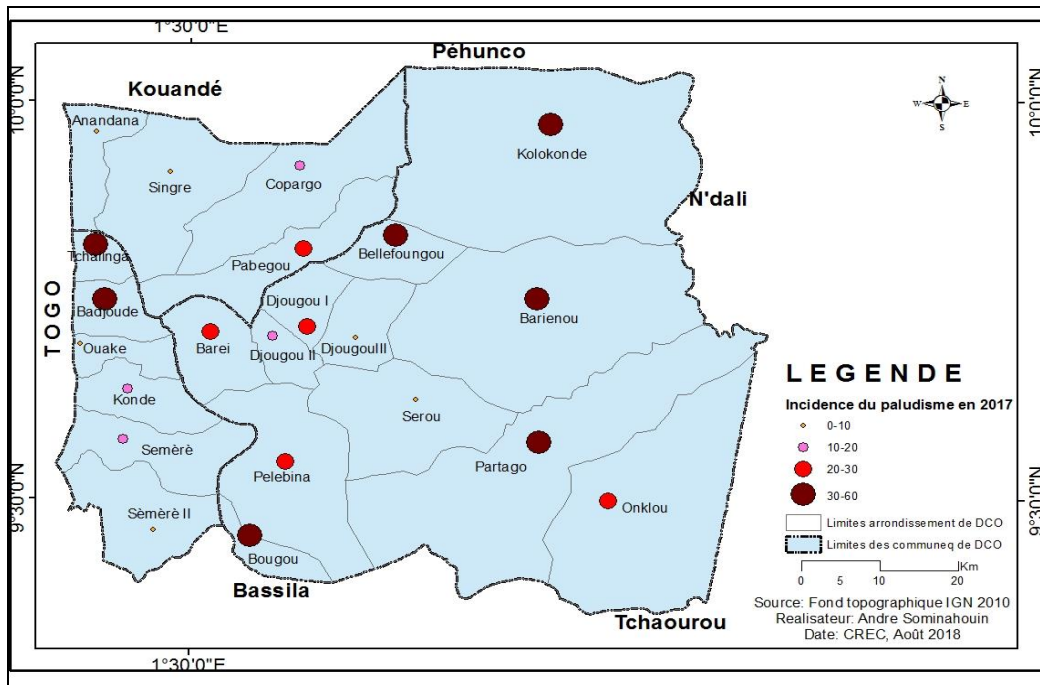 1°30'0"E
Péhunco
Kouandé
10°0'0"N
10°0'0"N
N
W E
S
Anandana
Kolokonde
Singre
Copargo
N'dali
Tchalinga
Bellefoungou
Pabegou
TOGO
Badjoude
Djougou I
Barienou
Ouake
Barei
Djougou II
DjougouIII
Konde
Serou
Semèrè
Pelebina
Partago
Onklou
9°30'0"N
9°30'0"N
Sèmèrè II
Bougou
Bassila
Tchaourou
1°30'0"E
LEGENDE
Incidence du paludisme en 2017
0-10
10-20
20-30
30-60
Limites arrondissement de DCO
Limites des communeq de DCO
Km
0 5 10 20
Source: Fond topographique IGN 2010
Realisateur: Andre Sominahouin
Date: CREC, Août 2018